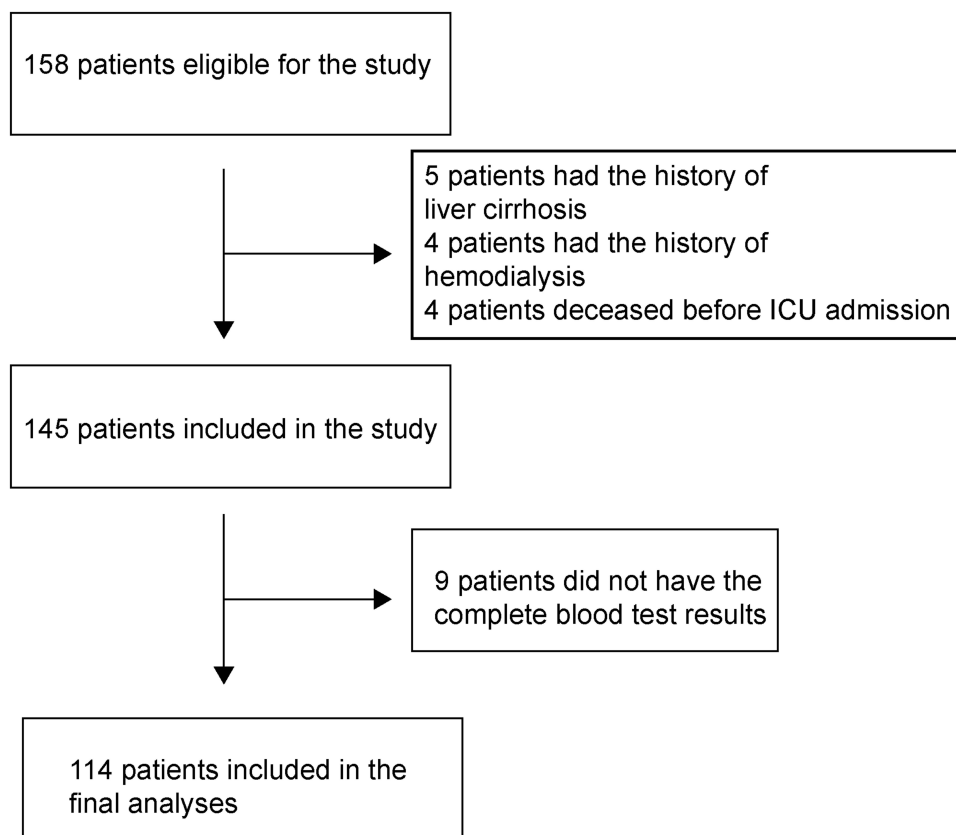 158 patients eligible for the study
5 patients had the history of
liver cirrhosis
4 patients had the history of
hemodialysis
4 patients deceased before ICU admission
145 patients included in the study
9 patients did not have the
complete blood test results
114 patients included in the
final analyses